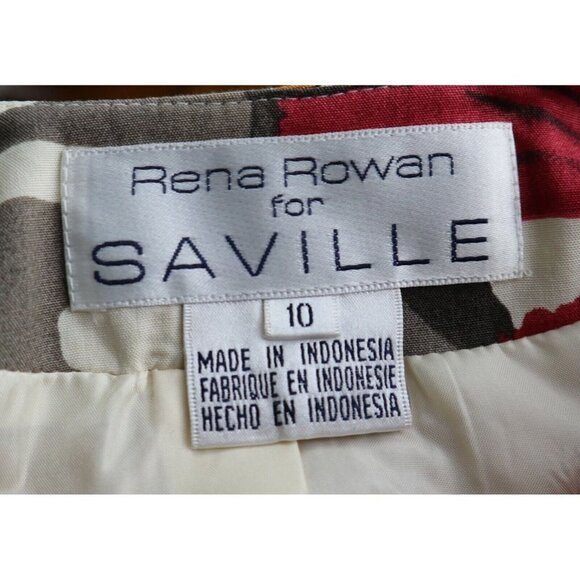 Rena Rowan
for
SAVILLE
10
MADE IN INDONESIA
FABRIQUE EN INDONESIE
HECHO EN INDONESIA